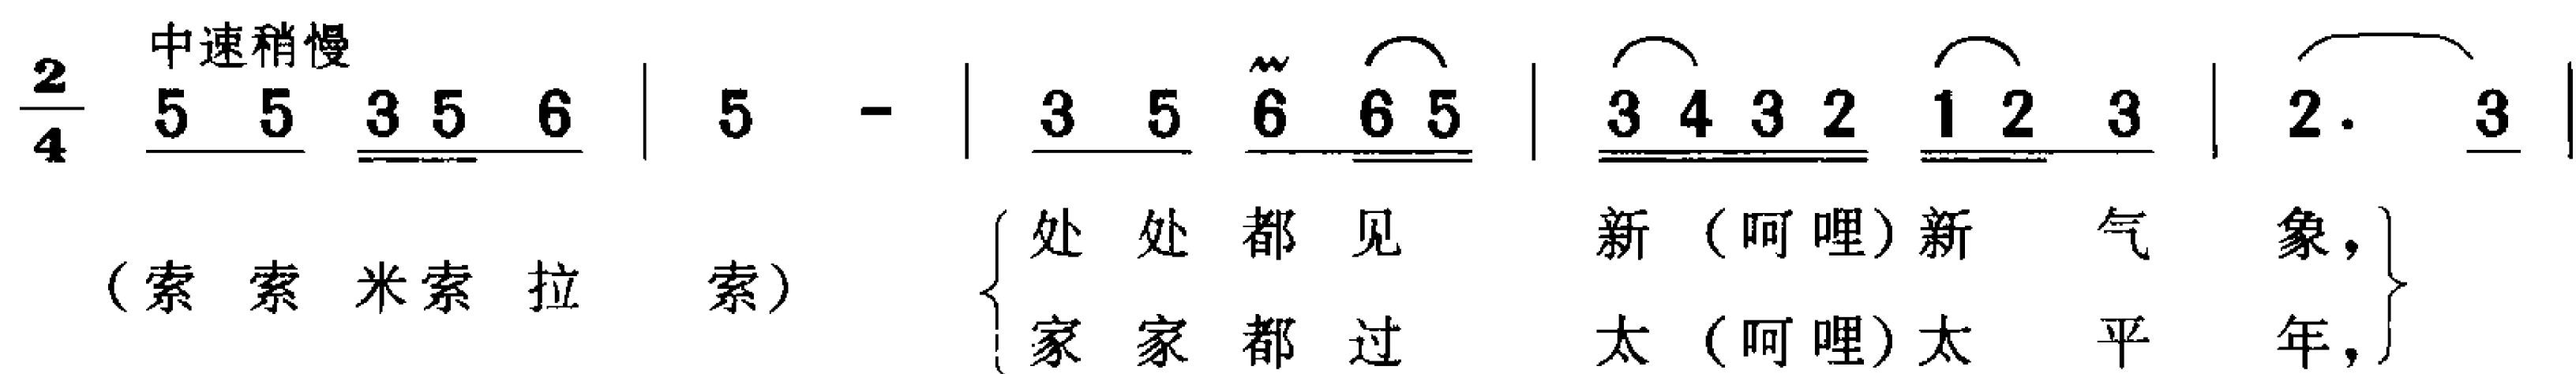 中速稍慢
2/4 5 5 3 5 6 | 5 - | 3 5 6 6 5 | 3 4 3 2 1 2 3 | 2. 3 |
处处都见 新(呵哩)新 气 象,
(索 索 米索 拉 索)
家家都过 太(呵哩)太 平 年,